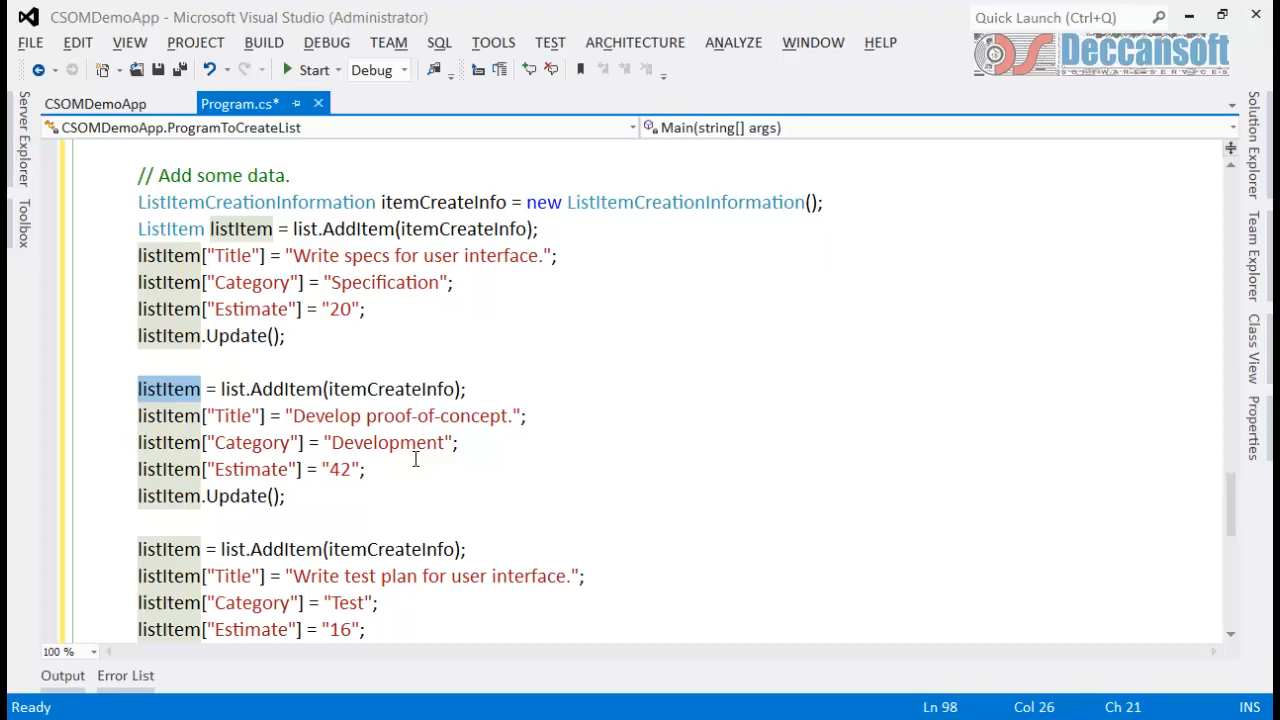 CSOMDemoApp - Microsoft Visual Studio (Administrator)
Quick Launch (Ctrl+Q)
FILE EDIT VIEW PROJECT BUILD DEBUG TEAM SQL TOOLS TEST ARCHITECTURE ANALYZE WINDOW HELP
Start Debug
DS Deccansoft
SOFTWARE SERVICES
CSOMDemoApp Program.cs*
CSOMDemoApp.ProgramToCreateList Main(string[] args)
Server Explorer
Toolbox
// Add some data.
ListItemCreationInformation itemCreateInfo = new ListItemCreationInformation();
ListItem listItem = list.AddItem(itemCreateInfo);
listItem["Title"] = "Write specs for user interface.";
listItem["Category"] = "Specification";
listItem["Estimate"] = "20";
listItem.Update();
listItem = list.AddItem(itemCreateInfo);
listItem["Title"] = "Develop proof-of-concept.";
listItem["Category"] = "Development";
listItem["Estimate"] = "42";
listItem.Update();
listItem = list.AddItem(itemCreateInfo);
listItem["Title"] = "Write test plan for user interface.";
listItem["Category"] = "Test";
listItem["Estimate"] = "16";
Solution Explorer
Team Explorer
Class View
Properties
100 %
Output Error List
Ready Ln 98 Col 26 Ch 21 INS